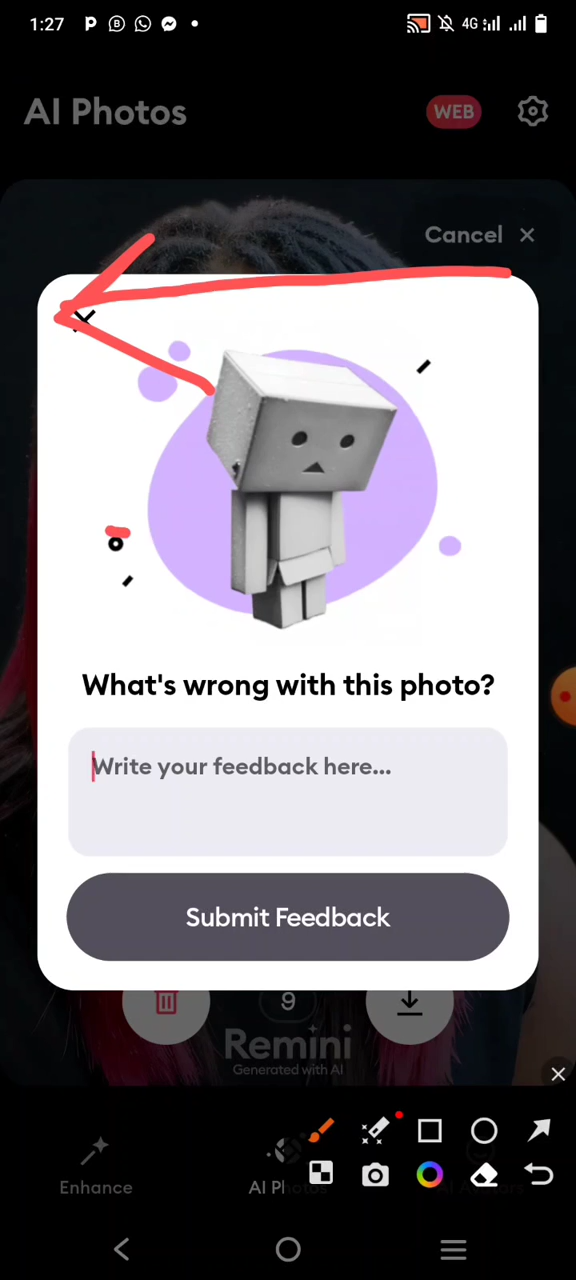 1:27
4G
AI Photos
WEB
Cancel
What's wrong with this photo?
Write your feedback here...
Submit Feedback
9
Remini
Generated with AI
Enhance
AI Photos